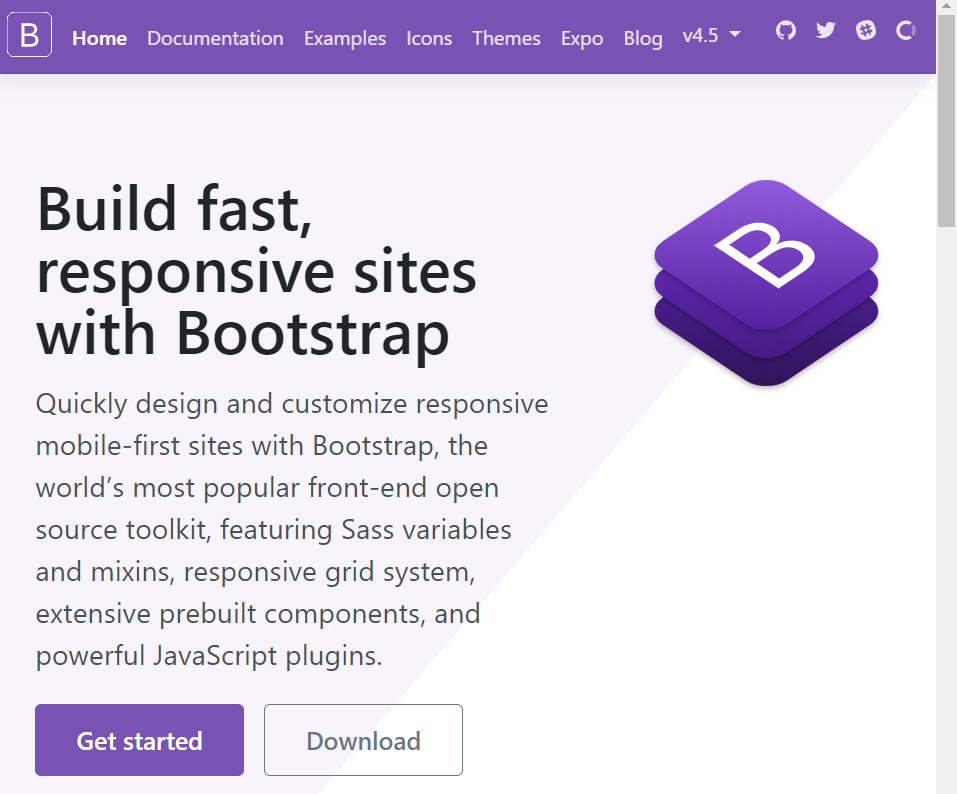 B Home Documentation Examples Icons Themes Expo Blog v4.5
Build fast,
responsive sites
with Bootstrap
B
Quickly design and customize responsive
mobile-first sites with Bootstrap, the
world’s most popular front-end open
source toolkit, featuring Sass variables
and mixins, responsive grid system,
extensive prebuilt components, and
powerful JavaScript plugins.
Get started Download